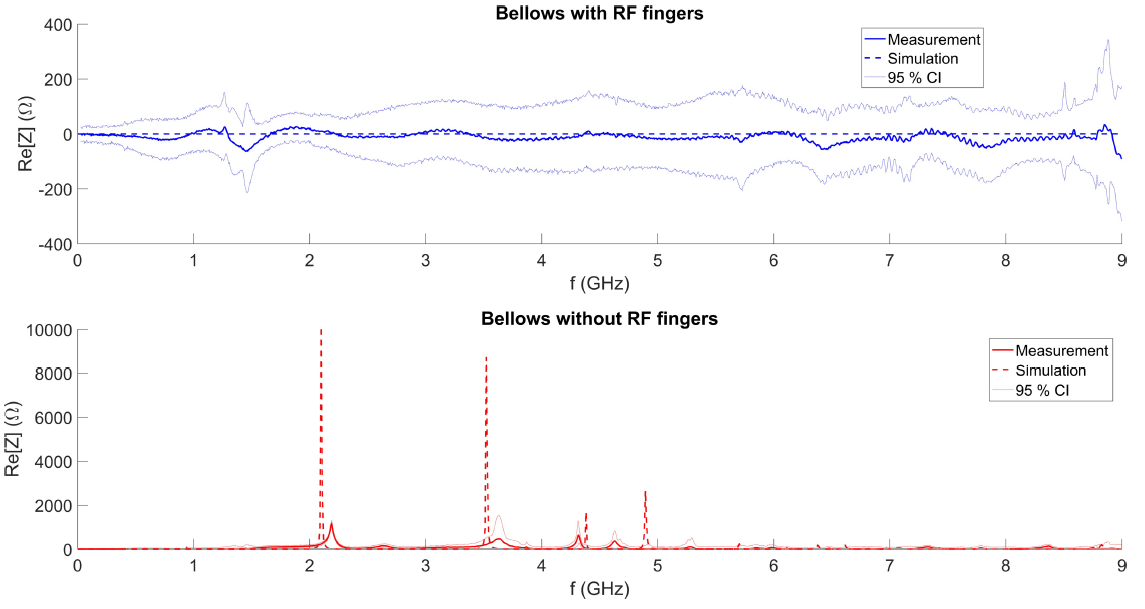 Bellows with RF fingers
400
200
0
-200
-400
Re[Z] (Ω)
Measurement
Simulation
95 % CI
0 1 2 3 4 5 6 7 8 9
f (GHz)
Bellows without RF fingers
10000
8000
6000
4000
2000
0
Re[Z] (Ω)
Measurement
Simulation
95 % CI
0 1 2 3 4 5 6 7 8 9
f (GHz)